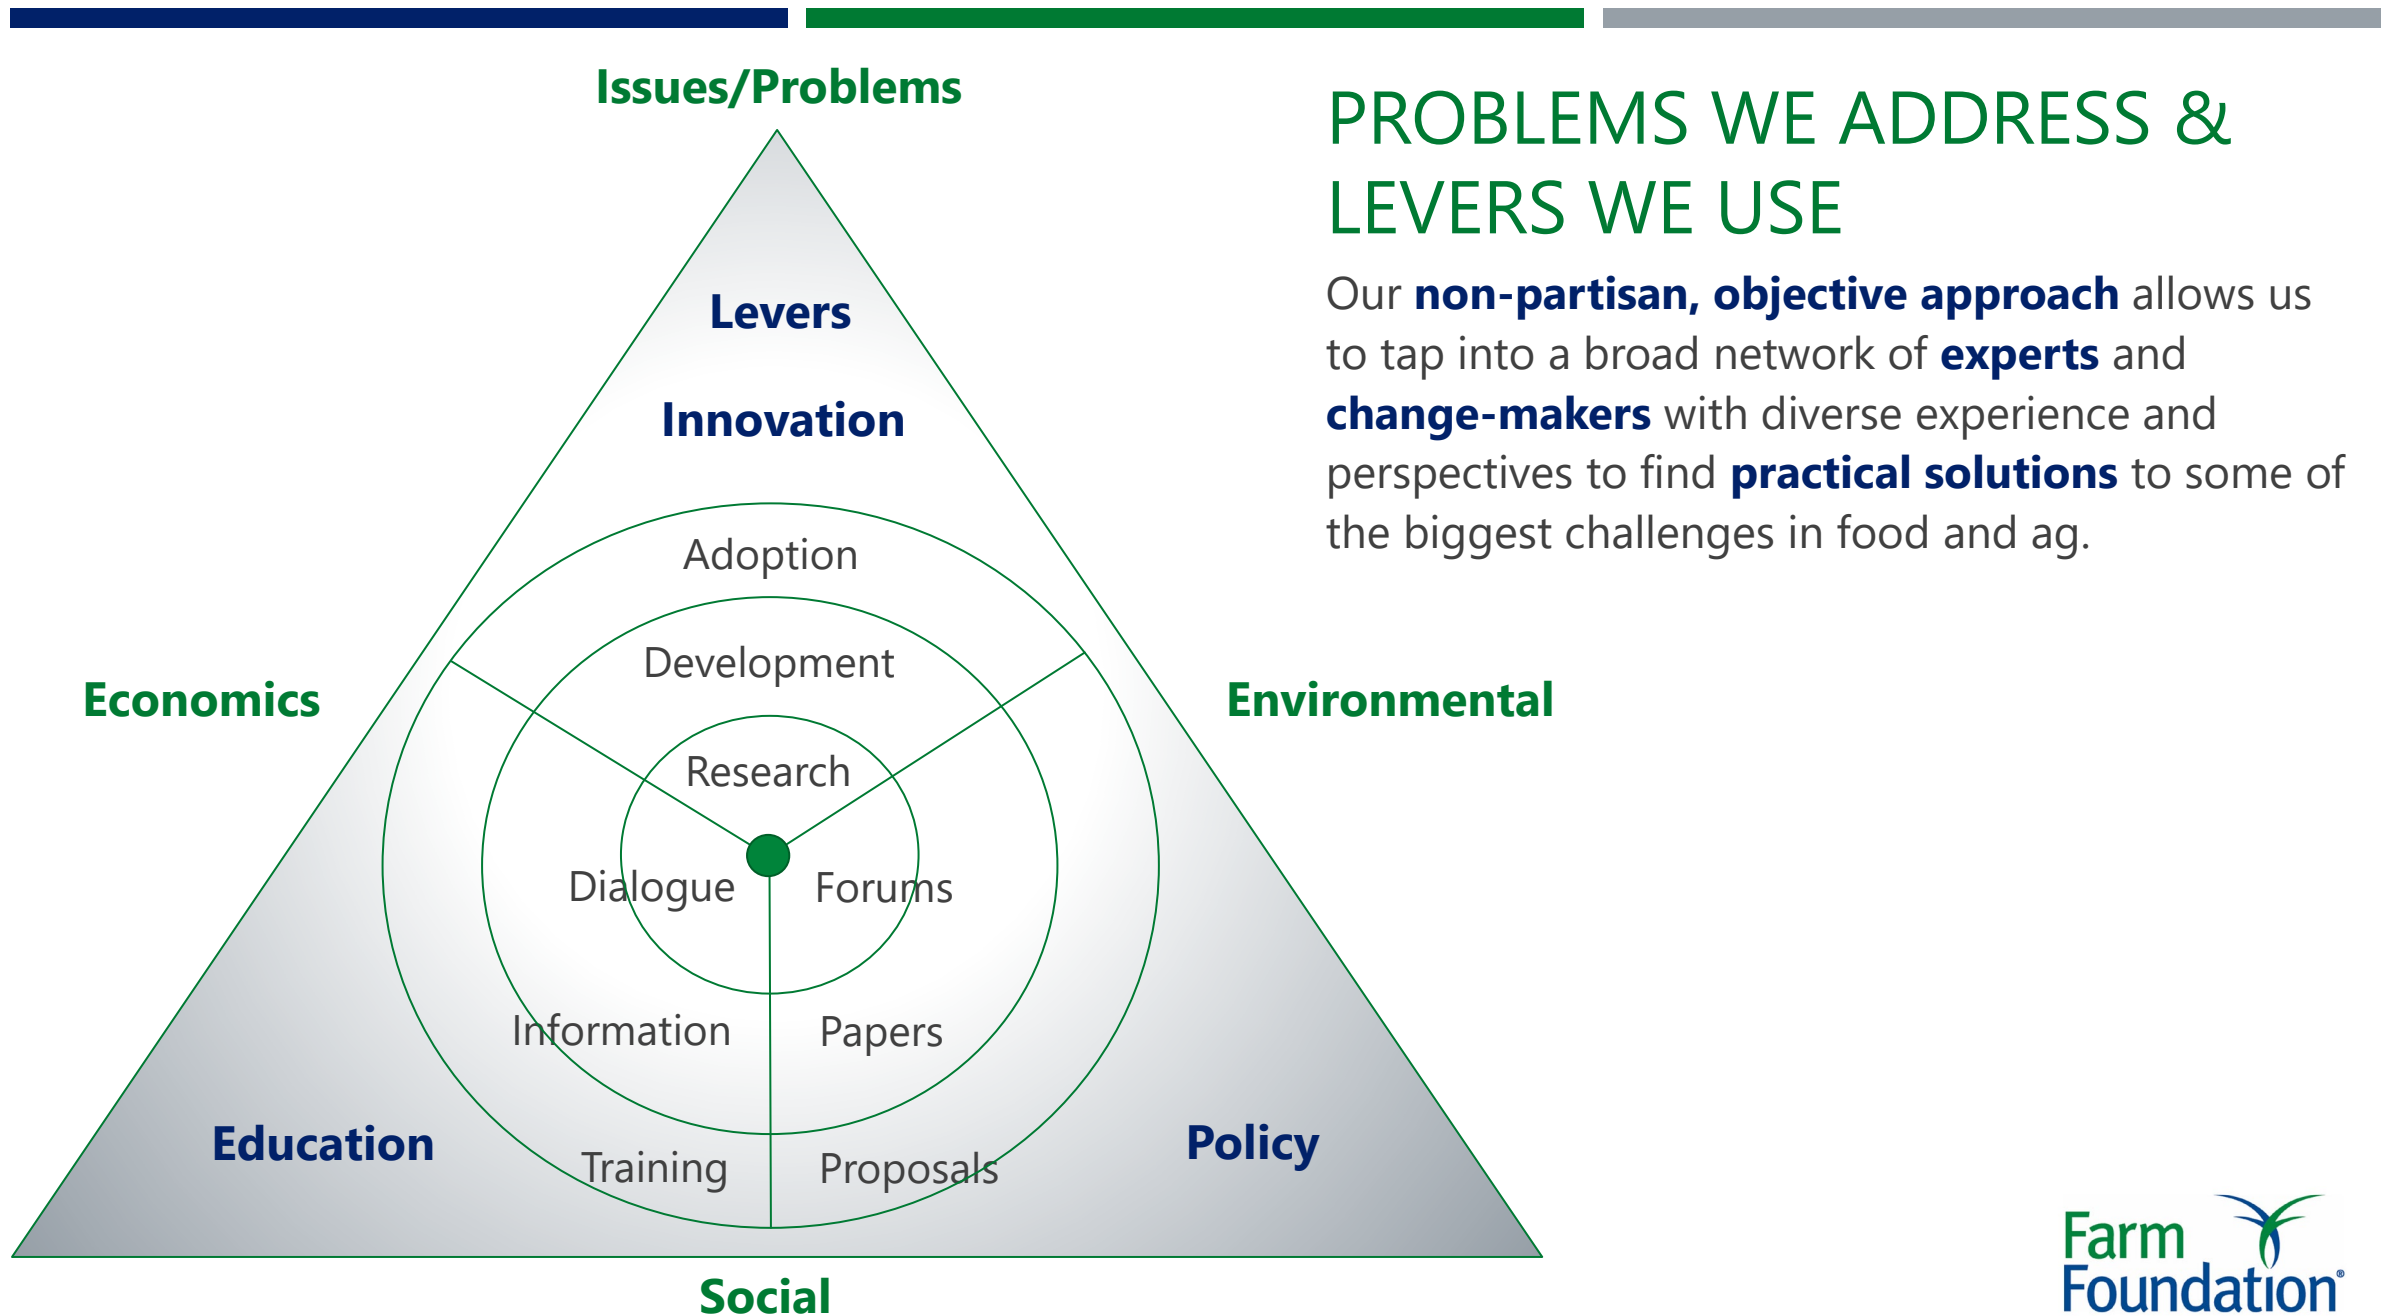 Issues/Problems
PROBLEMS WE ADDRESS &
LEVERS WE USE
Our non-partisan, objective approach allows us
to tap into a broad network of experts and
change-makers with diverse experience and
perspectives to find practical solutions to some of
the biggest challenges in food and ag.
Levers
Innovation
Adoption
Development
Research
Economics
Environmental
Dialogue
Forums
Information
Papers
Education
Training
Proposals
Policy
Social
Farm
Foundation®